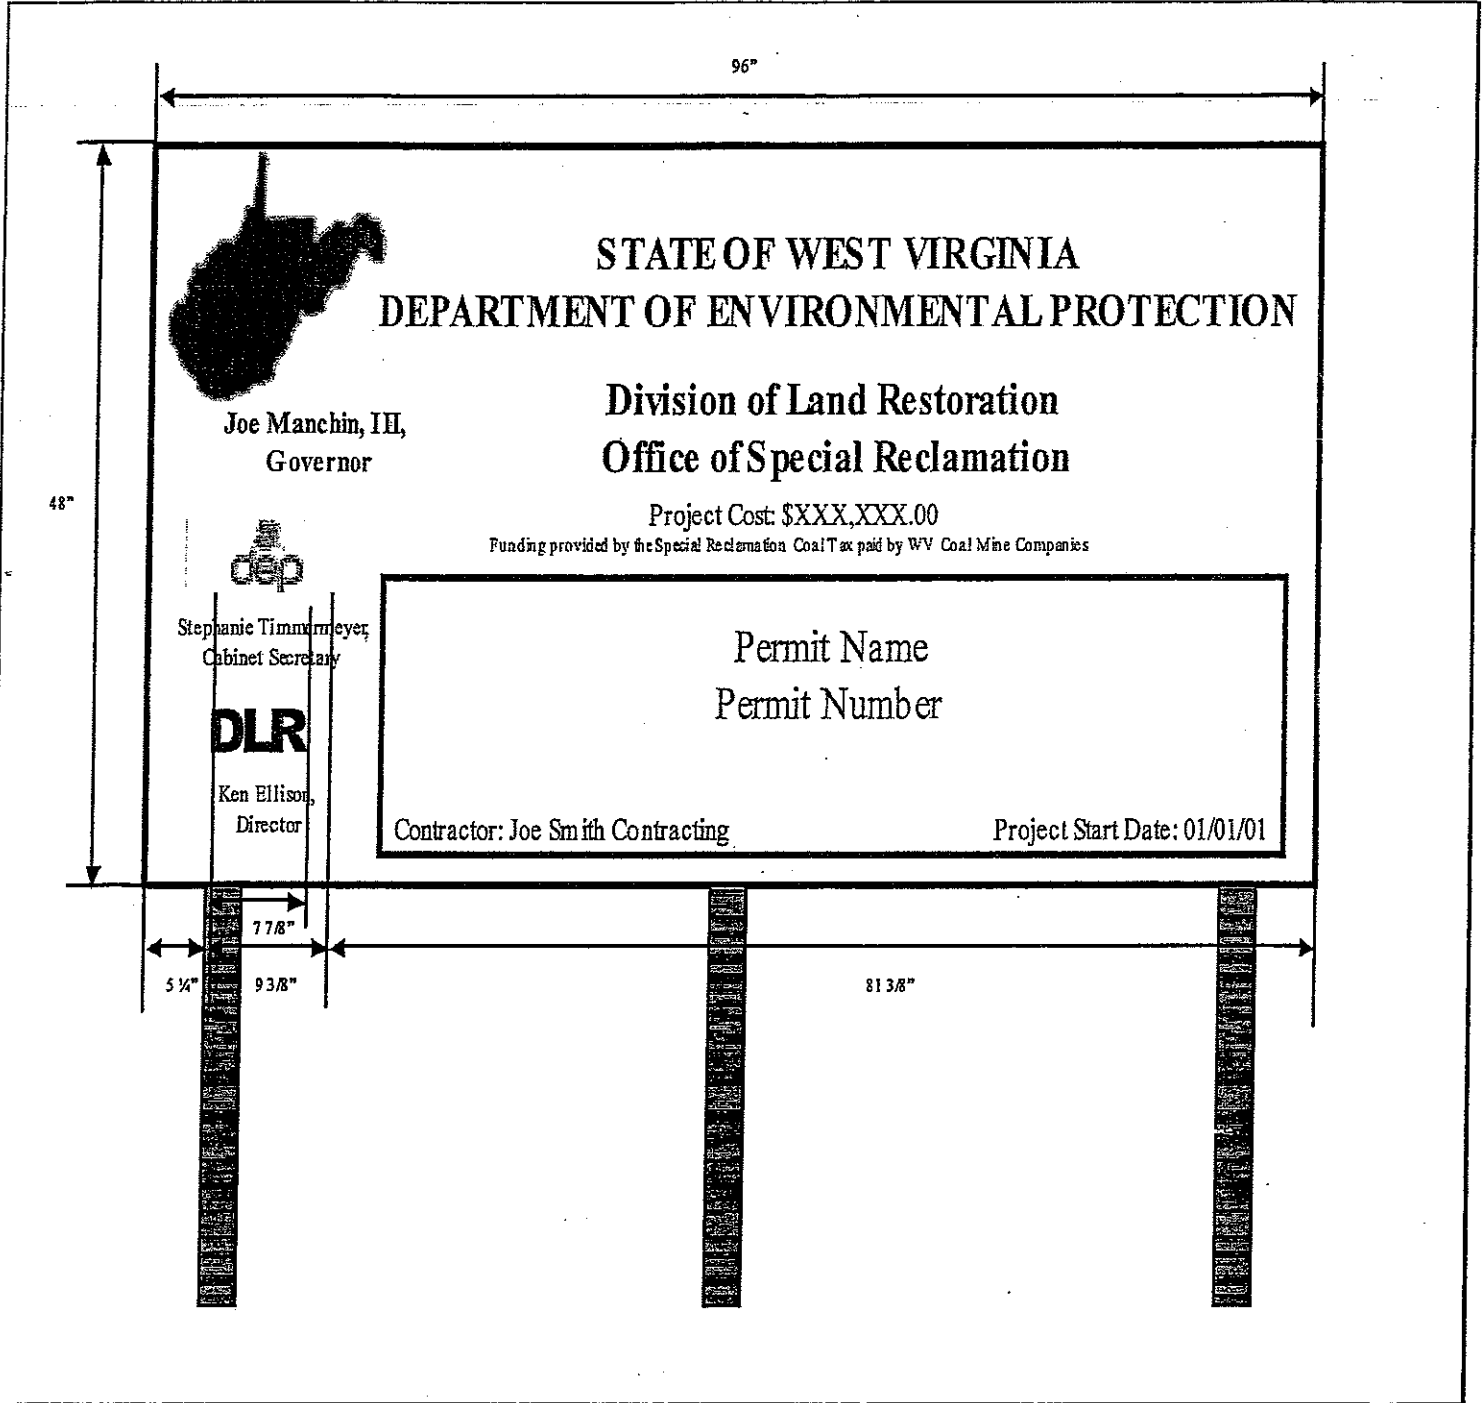 96"
STATE OF WEST VIRGINIA
DEPARTMENT OF ENVIRONMENTAL PROTECTION
Division of Land Restoration
Office of Special Reclamation
Joe Manchin, III,
Governor
48"
Project Cost: $XXX,XXX.00
Funding provided by the Special Reclamation Coal Tax paid by WV Coal Mine Companies
dep
Stephanie Timmermeyer,
Cabinet Secretary
Permit Name
Permit Number
DLR
Ken Ellison,
Director
Contractor: Joe Smith Contracting
Project Start Date: 01/01/01
7 7/8"
5 ¼"
9 3/8"
81 3/8"